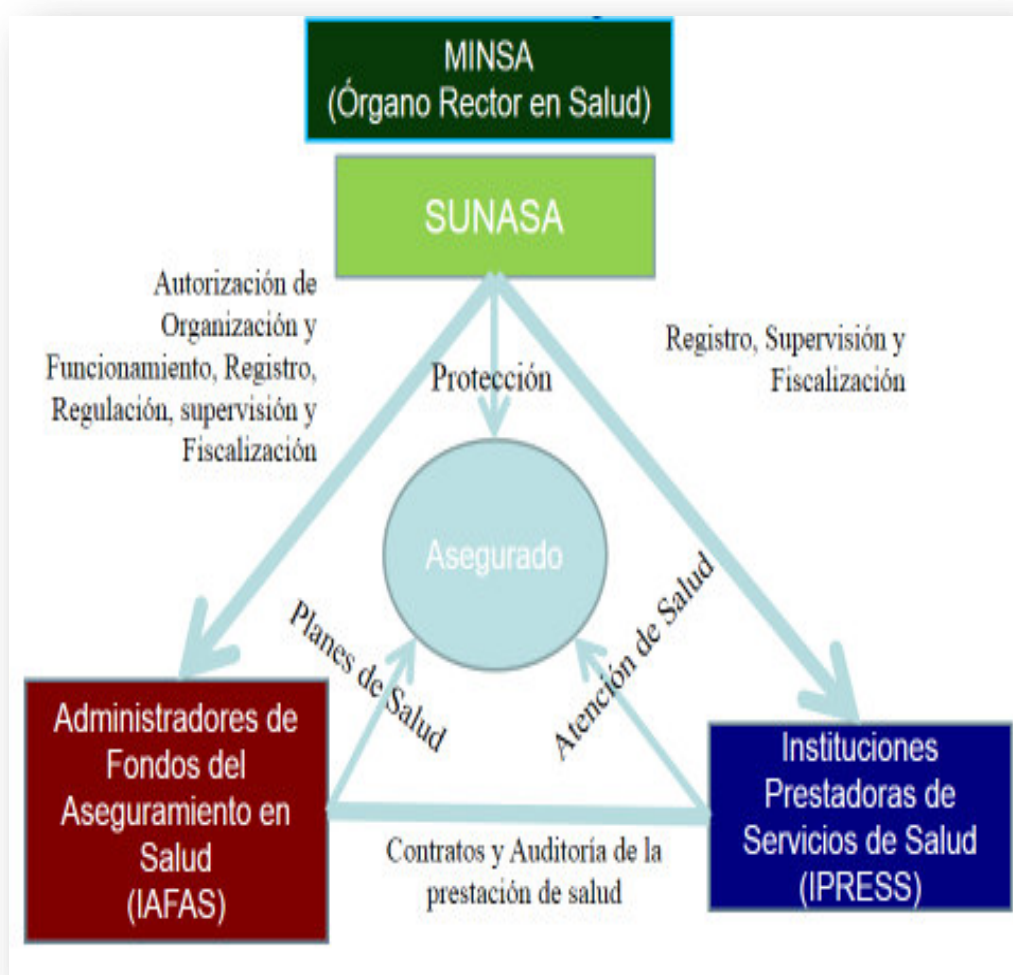 MINSA
(Órgano Rector en Salud)
SUNASA
Autorización de
Organización y
Funcionamiento, Registro,
Regulación, supervisión y
Fiscalización
Protección
Registro, Supervisión y
Fiscalización
Asegurado
Planes de Salud
Atención de Salud
Administradores de
Fondos del
Aseguramiento en
Salud
(IAFAS)
Contratos y Auditoría de la
prestación de salud
Instituciones
Prestadoras de
Servicios de Salud
(IPRESS)